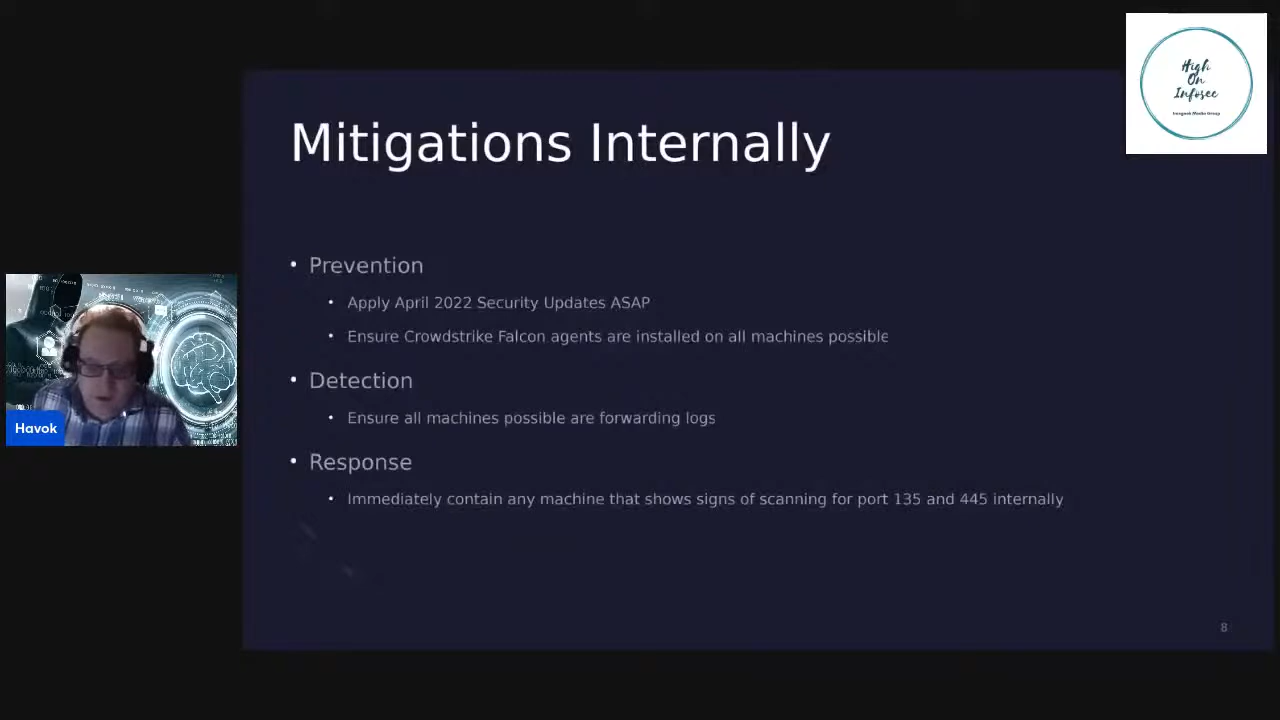 High
On
Infosec
Mitigations Internally
• Prevention
• Apply April 2022 Security Updates ASAP
• Ensure Crowdstrike Falcon agents are installed on all machines possible
• Detection
• Ensure all machines possible are forwarding logs
• Response
• Immediately contain any machine that shows signs of scanning for port 135 and 445 internally
Havok
8